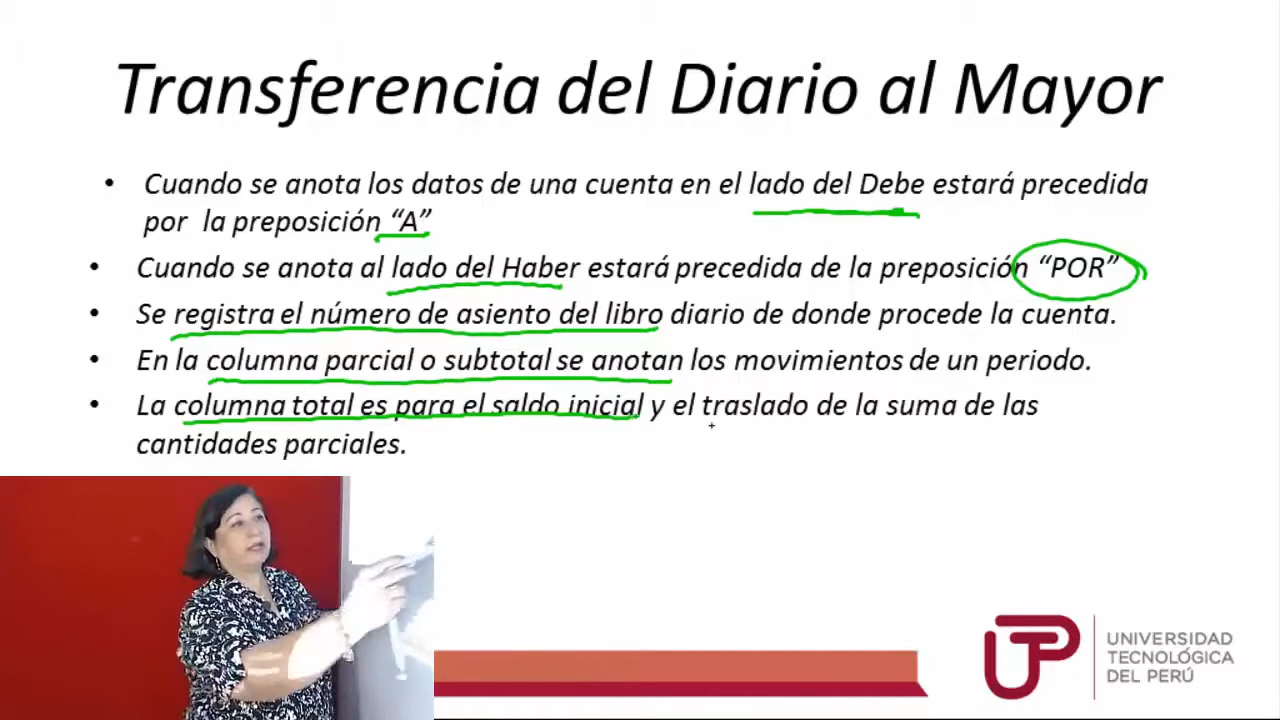 Transferencia del Diario al Mayor
• Cuando se anota los datos de una cuenta en el lado del Debe estará precedida
por la preposición “A”
• Cuando se anota al lado del Haber estará precedida de la preposición “POR”
• Se registra el número de asiento del libro diario de donde procede la cuenta.
• En la columna parcial o subtotal se anotan los movimientos de un periodo.
• La columna total es para el saldo inicial y el traslado de la suma de las
cantidades parciales.
UTP
UNIVERSIDAD
TECNOLÓGICA
DEL PERÚ